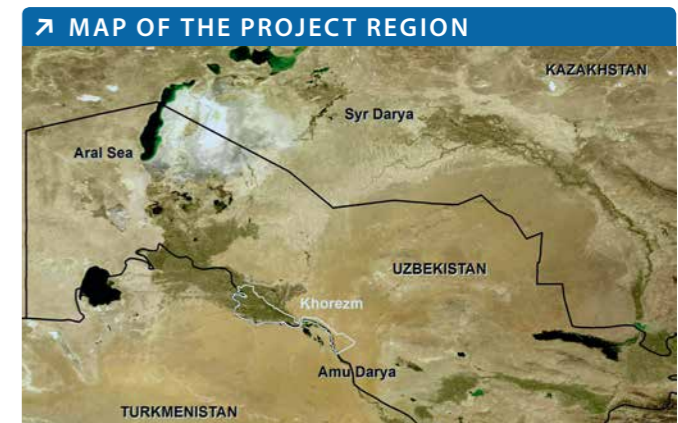 MAP OF THE PROJECT REGION
KAZAKHSTAN
Syr Darya
Aral Sea
UZBEKISTAN
Khorezm
Amu Darya
TURKMENISTAN